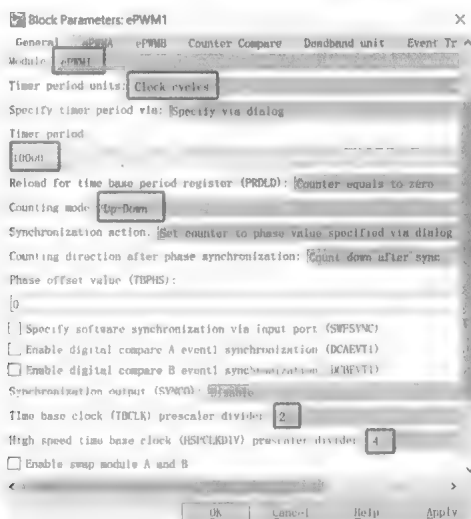 Block Parameters: ePWM1
General ePWMA ePWMB Counter Compare Deadband unit Event Tr
Module: ePWM1
Timer period units: Clock cycles
Specify timer period via: Specify via dialog
Timer period
Reload for time base period register (PRDLD): Counter equals to zero
Counting mode: Up-Down
Synchronization action: Set counter to phase value specified via dialog
Counting direction after phase synchronization: Count down after sync
Phase offset value (TBPHS):
0
Specify software synchronization via input port (SWFSYNC)
Enable digital compare A event1 synchronization (DCAEVT1)
Enable digital compare B event1 synchronization (DCBEVT1)
Synchronization output (SYNCO): Disable
Time base clock (TBCLK) prescaler divider 2
High speed time base clock (HSPCLKDIV) prescaler divider 4
Enable swap module A and B
OK Cancel Help Apply